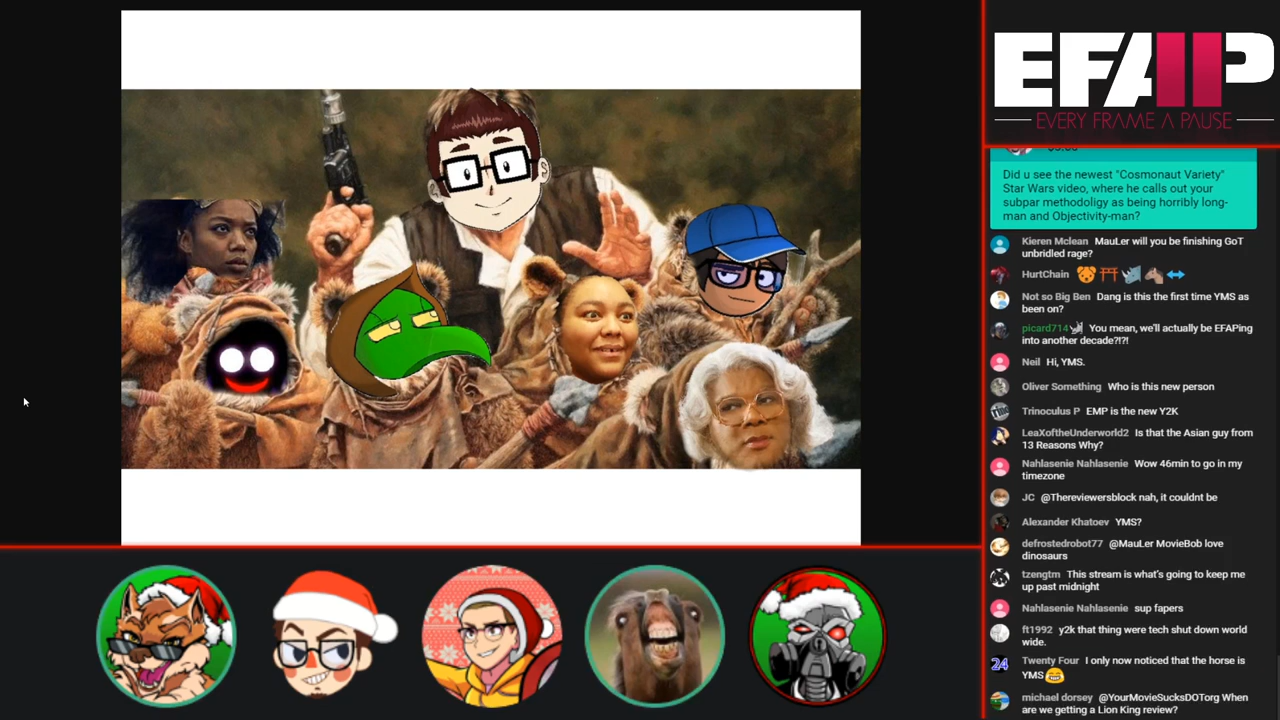 EFAP
EVERY FRAME A PAUSE
Did u see the newest "Cosmonaut Variety"
Star Wars video, where he calls out your
subpar methodoligy as being horribly long-
man and Objectivity-man?
Kieren Mclean MauLer will you be finishing GoT
unbridled rage?
HurtChain
Not so Big Ben Dang is this the first time YMS as
been on?
picard714 You mean, we'll actually be EFAPing
into another decade?!?!
Neil Hi, YMS.
Oliver Something Who is this new person
Trinoculus P EMP is the new Y2K
LeaXoftheUnderworld2 Is that the Asian guy from
13 Reasons Why?
Nahlasenie Nahlasenie Wow 46min to go in my
timezone
JC @Thereviewersblock nah, it couldnt be
Alexander Khatoev YMS?
defrostedrobot77 @MauLer MovieBob love
dinosaurs
tzengtm This stream is what's going to keep me
up past midnight
Nahlasenie Nahlasenie sup fapers
ft1992 y2k that thing were tech shut down world
wide.
24 Twenty Four I only now noticed that the horse is
YMS
michael dorsey @YourMovieSucksDOTorg When
are we getting a Lion King review?